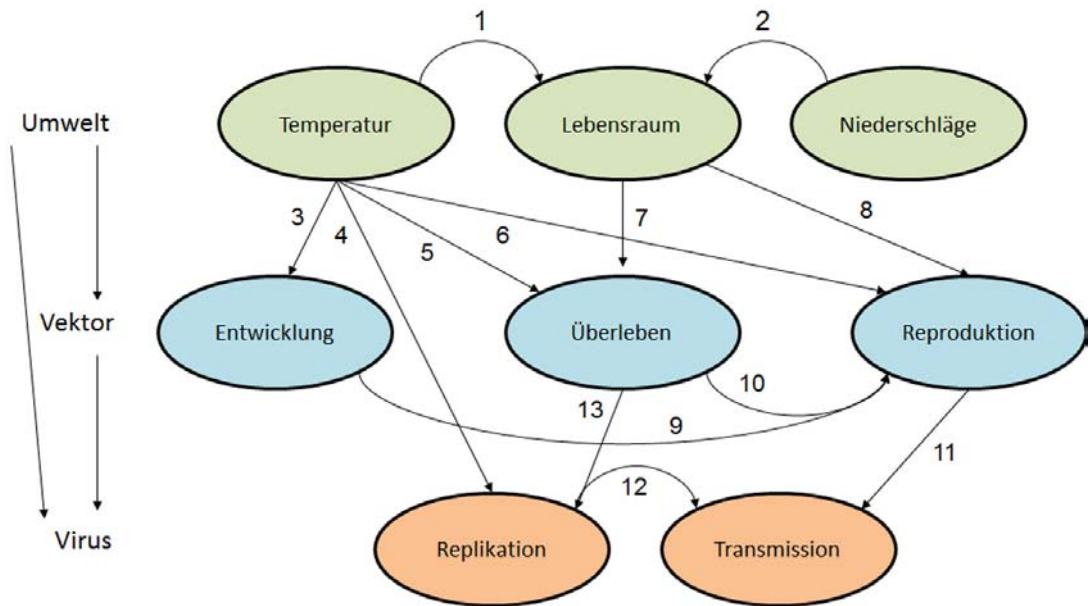 1
2
Umwelt
Temperatur
Lebensraum
Niederschläge
3
4
5
6
7
8
Vektor
Entwicklung
Überleben
Reproduktion
13
10
9
11
12
Virus
Replikation
Transmission